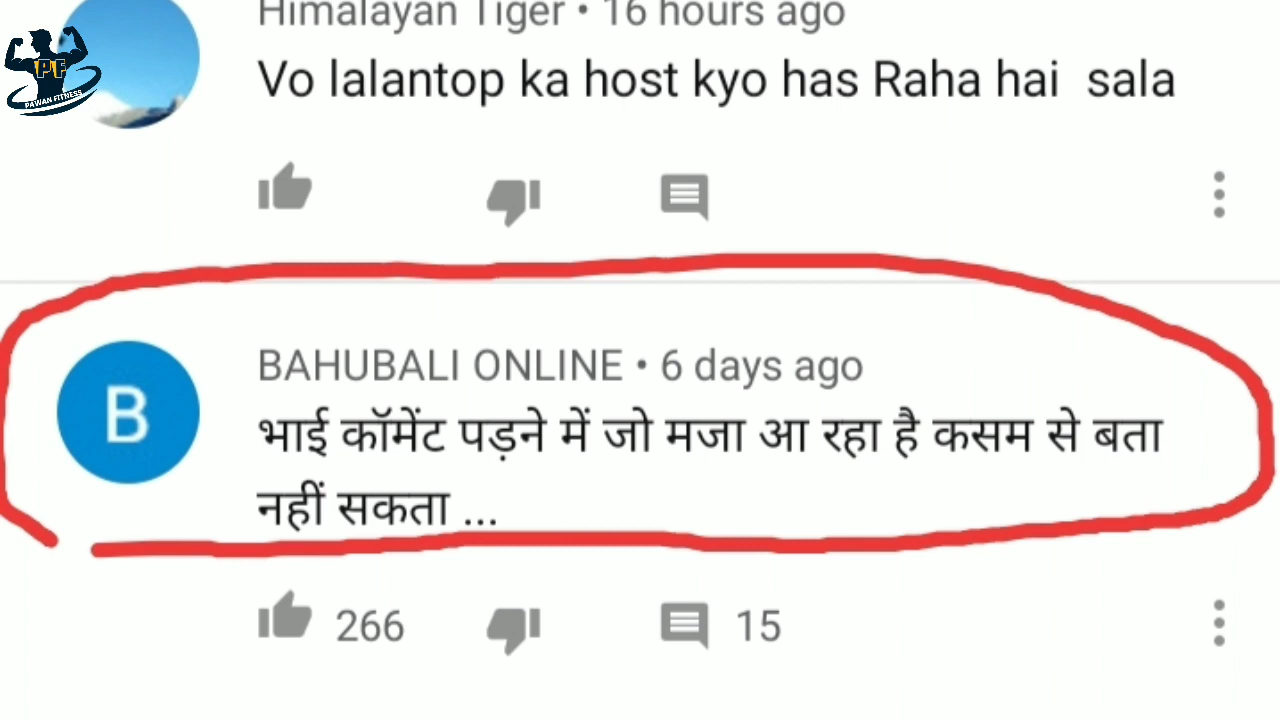 Himalayan Tiger • 16 hours ago
PF
PAWAN FITNESS
Vo lalantop ka host kyo has Raha hai sala
B
BAHUBALI ONLINE • 6 days ago
भाई कॉमेंट पड़ने में जो मजा आ रहा है कसम से बता
नहीं सकता ...
266
15